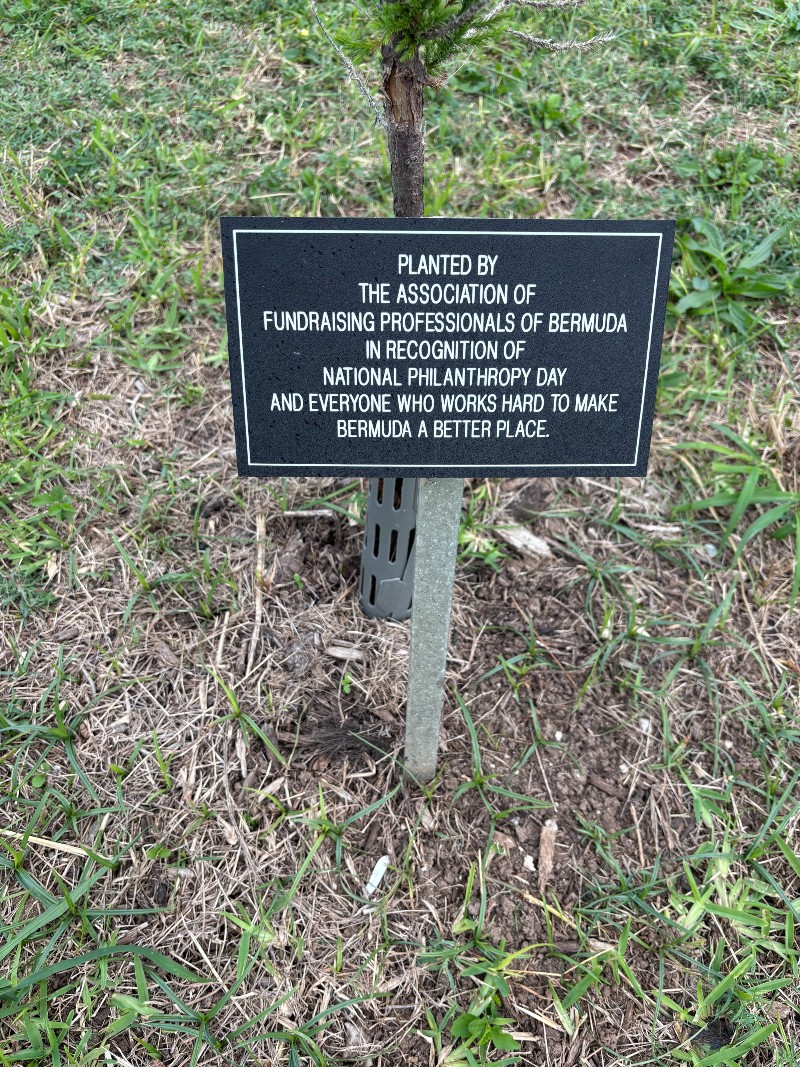 PLANTED BY
THE ASSOCIATION OF
FUNDRAISING PROFESSIONALS OF BERMUDA
IN RECOGNITION OF
NATIONAL PHILANTHROPY DAY
AND EVERYONE WHO WORKS HARD TO MAKE
BERMUDA A BETTER PLACE.